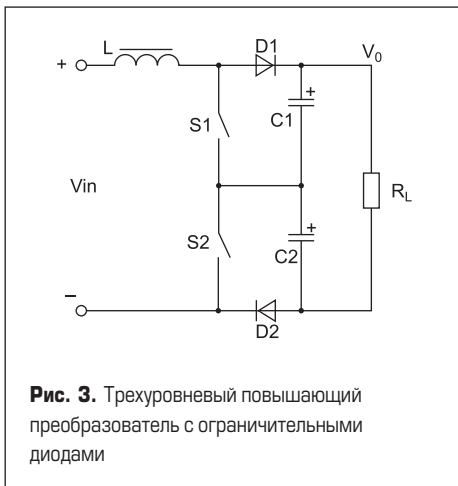 L
D1
V0
+
+
S1
C1
Vin
RL
+
S2
C2
−
D2
Рис. 3. Трехуровневый повышающий
преобразователь с ограничительными
диодами